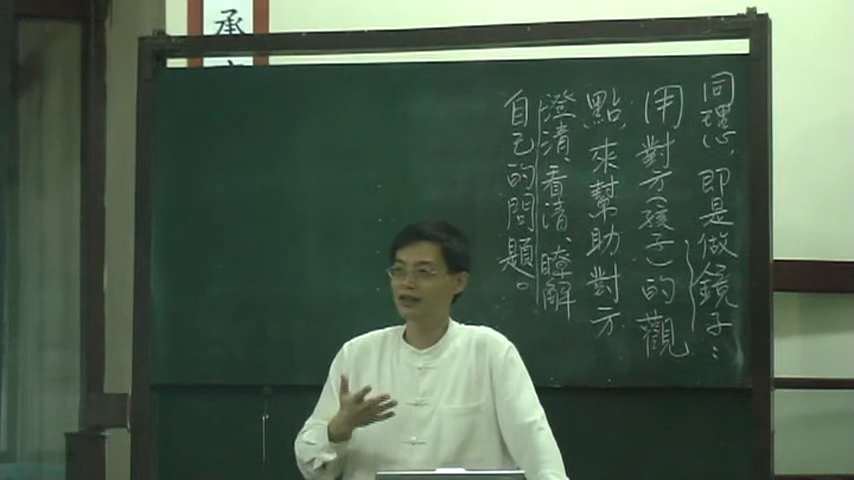 同理心，即是做鏡子：
用對方（孩子）的觀
點，來幫助對方
澄清、看清、瞭解
自己的問題。
承